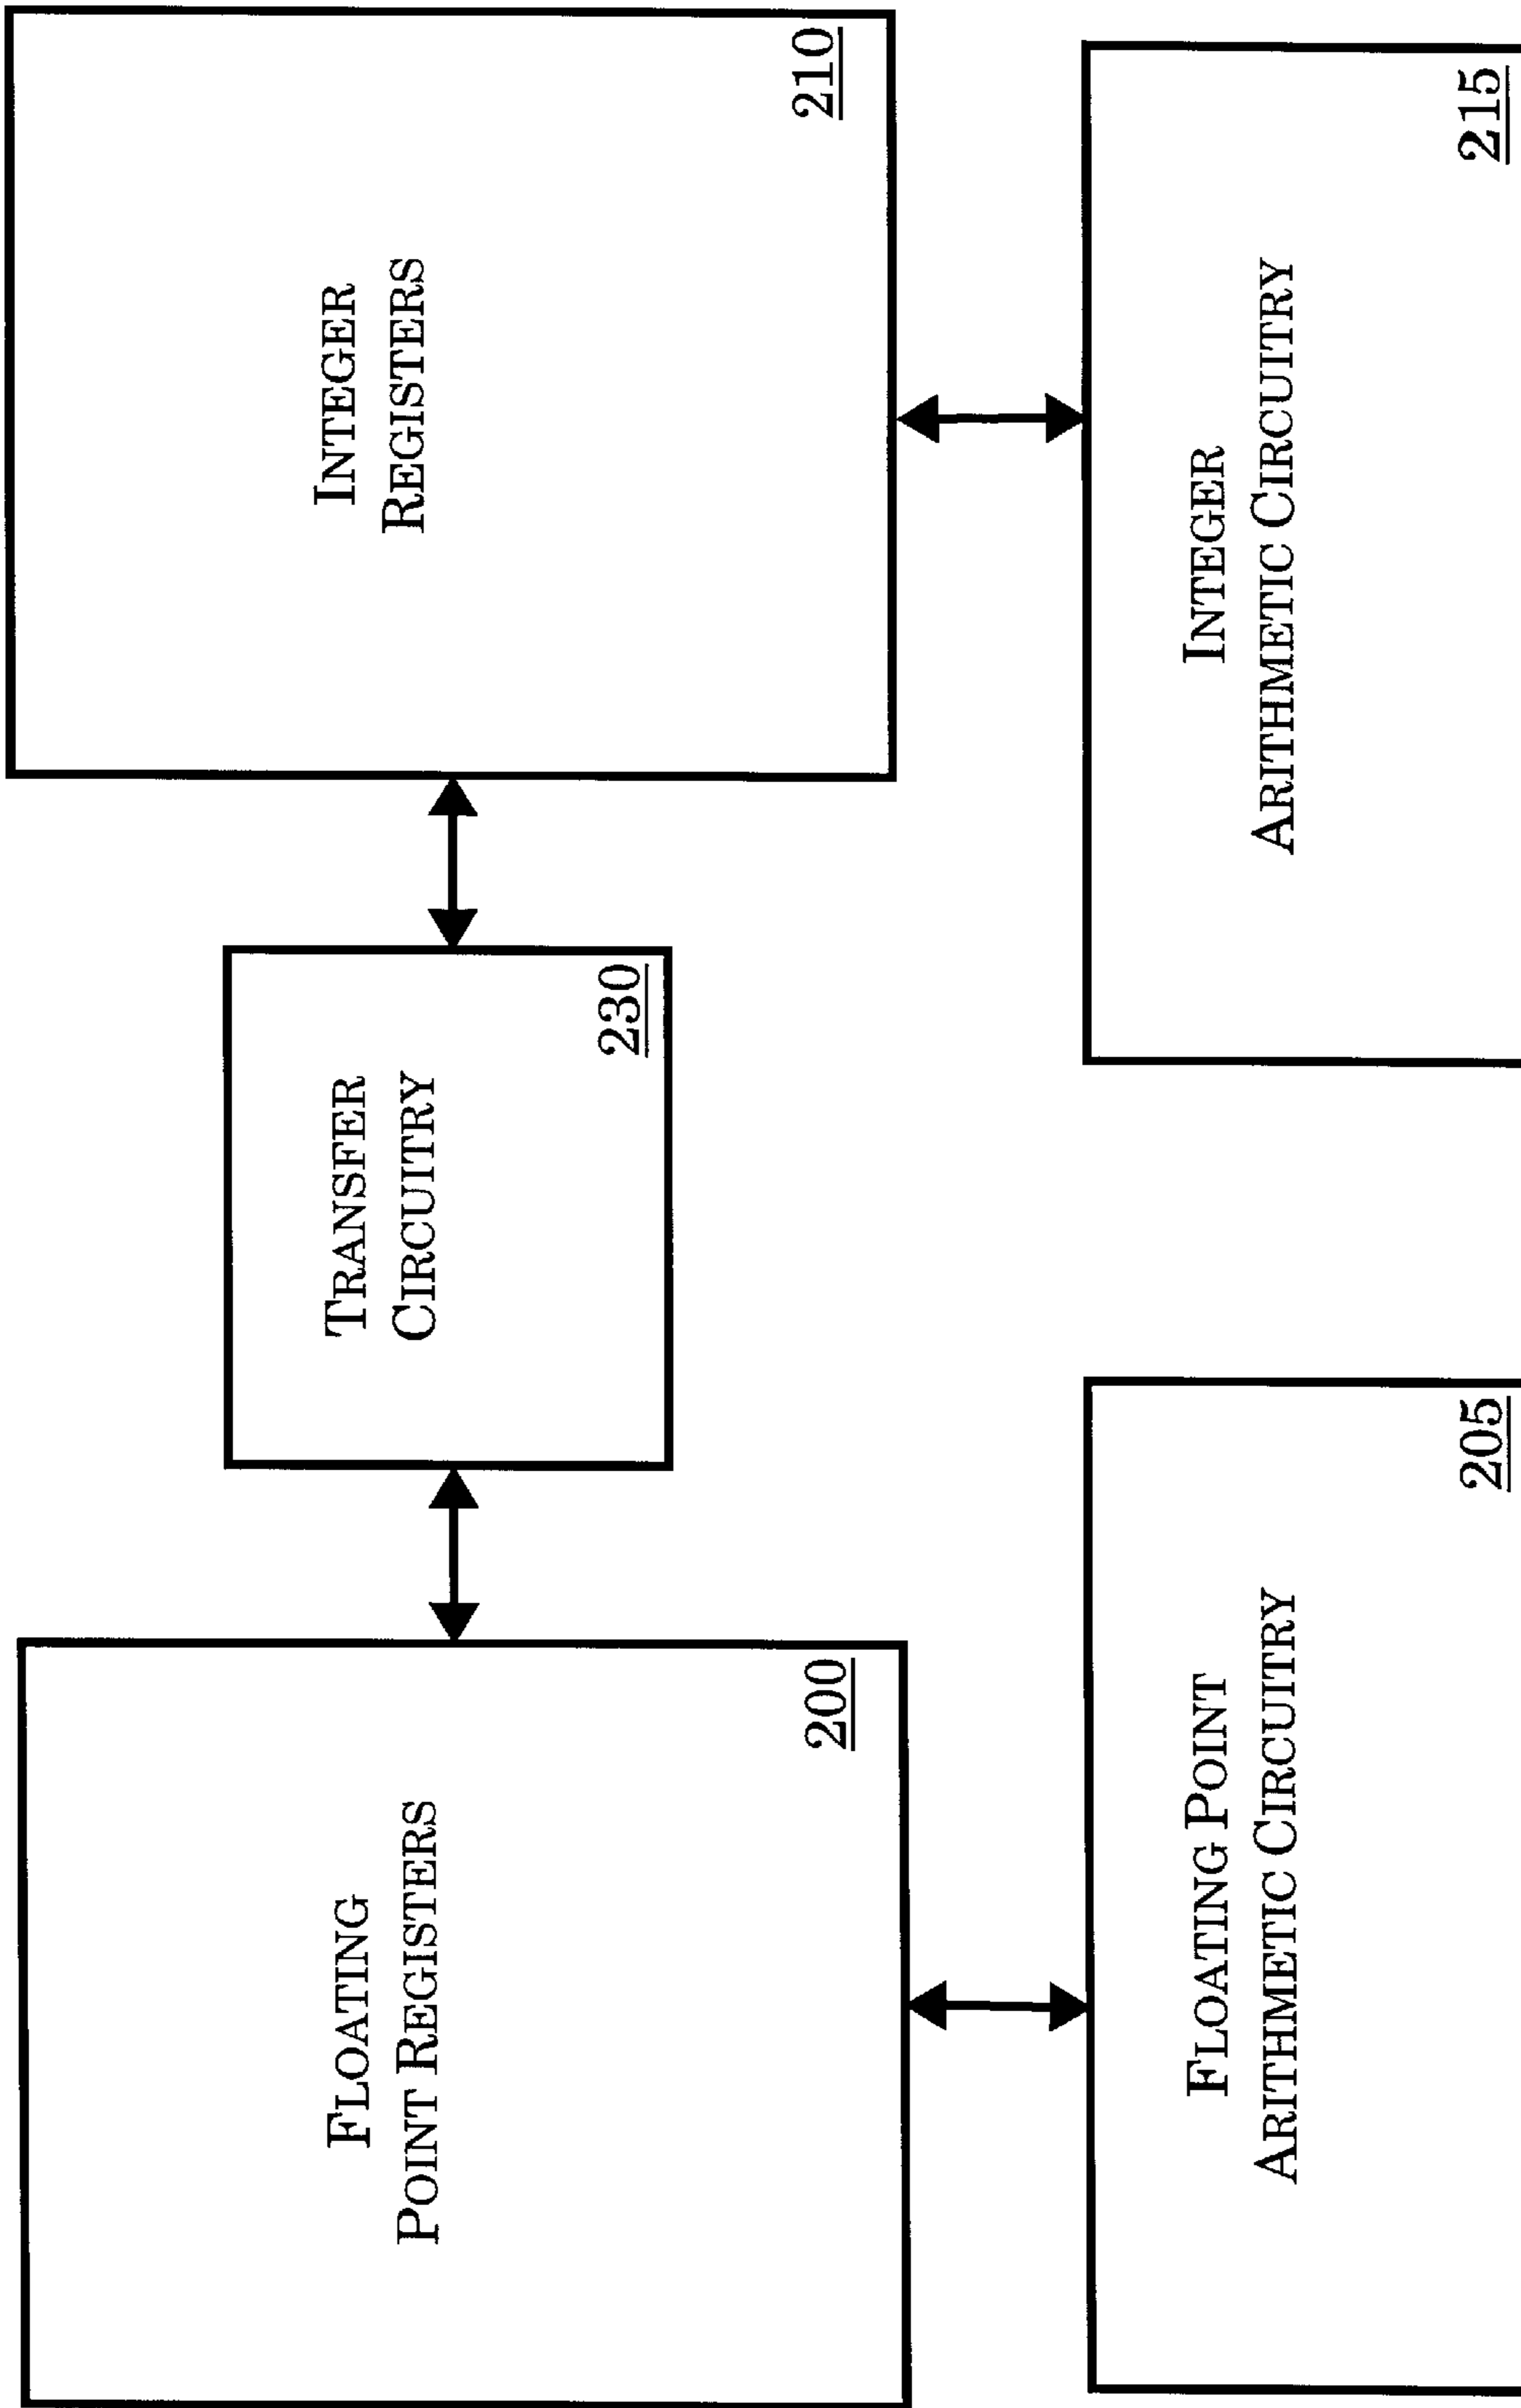 FLOATING
POINT REGISTERS
200
TRANSFER
CIRCUITRY
230
INTEGER
REGISTERS
210
FLOATING POINT
ARITHMETIC CIRCUITRY
205
INTEGER
ARITHMETIC CIRCUITRY
215